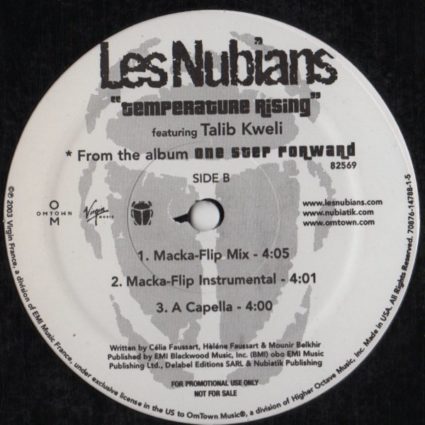 Les Nubians
"Temperature Rising"
featuring Talib Kweli
* From the album One Step Forward
82569
SIDE B
O
OMTOWN
M
Virgin
MUSIC
www.lesnubians.com
www.nubiatik.com
www.omtown.com
1. Macka-Flip Mix - 4:05
2. Macka-Flip Instrumental - 4:01
3. A Capella - 4:00
Written by Célia Faussart, Hélène Faussart & Mounir Belkhir
Published by EMI Blackwood Music, Inc. (BMI) obo EMI Music
Publishing Ltd., Delabel Editions SARL & Nubiatik Publishing
FOR PROMOTIONAL USE ONLY
NOT FOR SALE
℗© 2003 Virgin France, a division of EMI Music France, under exclusive license in the US to OmTown Music®, a division of Higher Octave Music, Inc. Made in USA. All Rights Reserved. 70876-14788-1-5